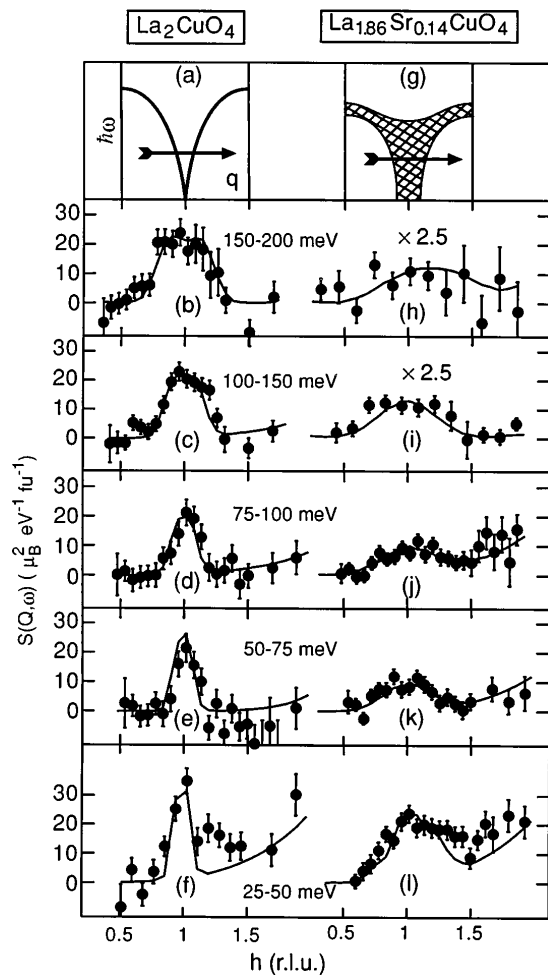 La₂CuO₄ La₁.₈₆Sr₀.₁₄CuO₄
(a) (g)
ħω
q
30 150-200 meV × 2.5
20
10
0
(b) (h)
30 100-150 meV × 2.5
20
10
0
(c) (i)
30
20 75-100 meV
10
0
(d) (j)
30 50-75 meV
20
10
0
(e) (k)
30
20
10
0
(f) 25-50 meV (l)
S(Q,ω) ( μ_B² eV⁻¹ fu⁻¹)
0.5 1 1.5 0.5 1 1.5
h (r.l.u.) h (r.l.u.)